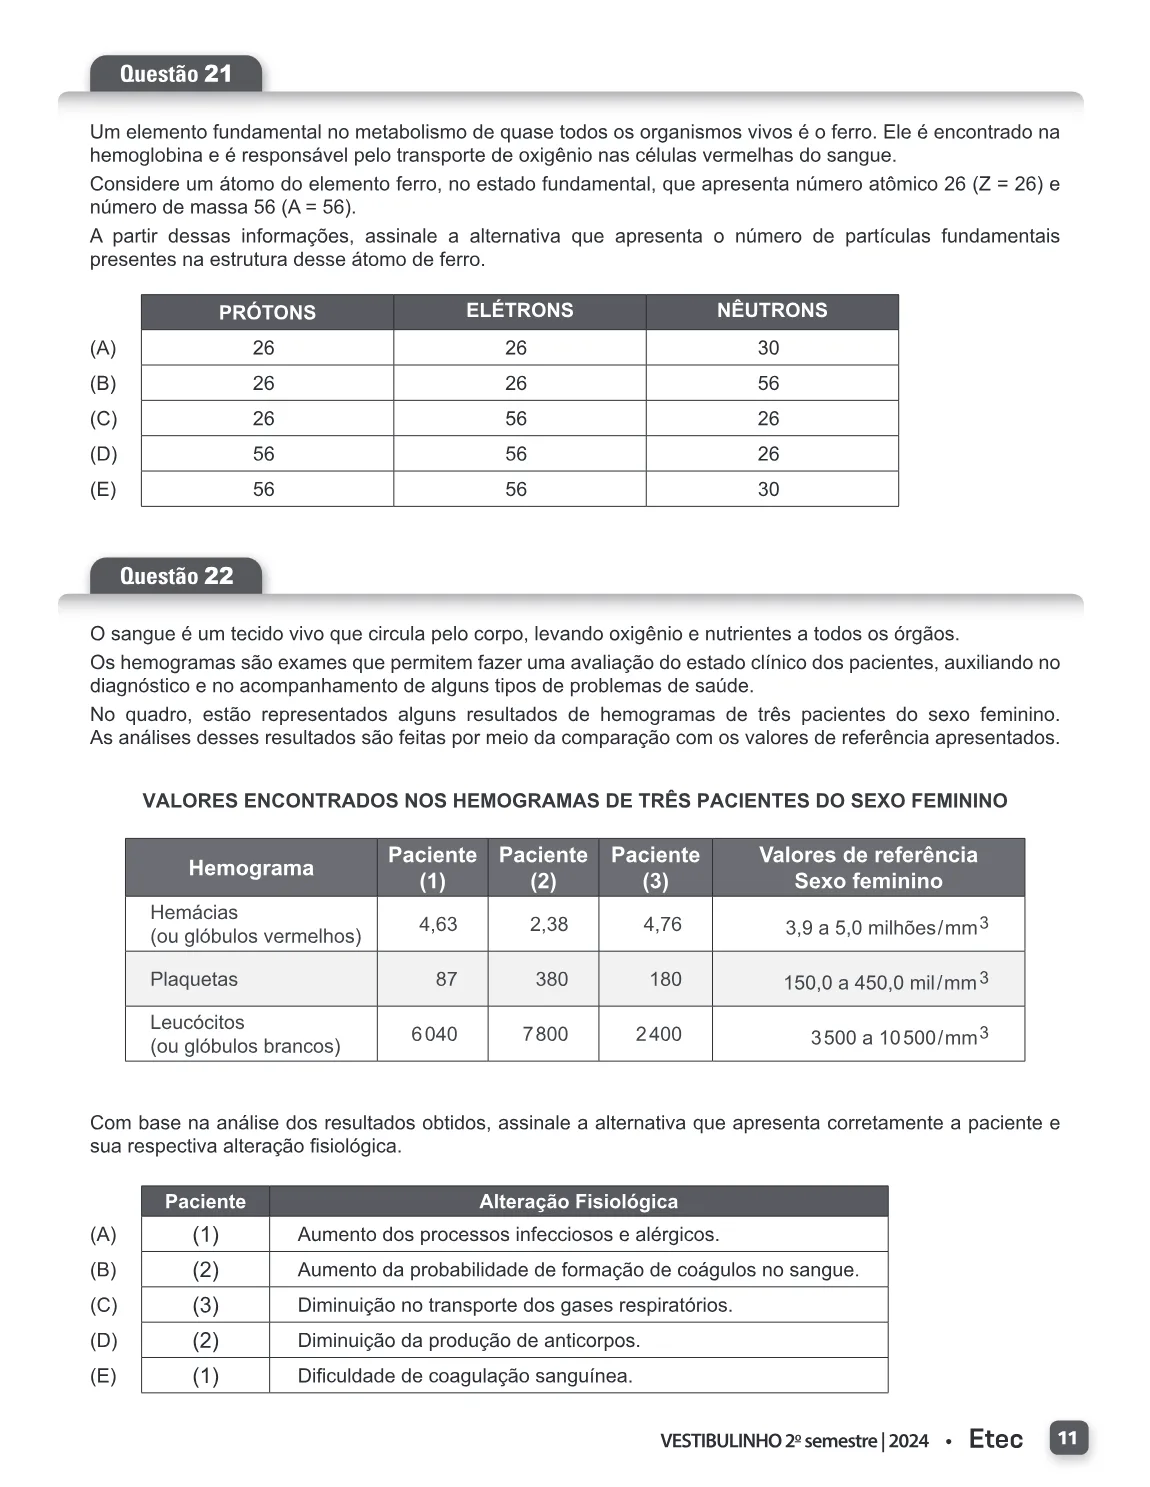 Questão 21
Um elemento fundamental no metabolismo de quase todos os organismos vivos é o ferro. Ele é encontrado na
hemoglobina e é responsável pelo transporte de oxigênio nas células vermelhas do sangue.
Considere um átomo do elemento ferro, no estado fundamental, que apresenta número atômico 26 (Z = 26) e
número de massa 56 (A = 56).
A partir dessas informações, assinale a alternativa que apresenta o número de partículas fundamentais
presentes na estrutura desse átomo de ferro.
PRÓTONS ELÉTRONS NÊUTRONS
(A) 26 26 30
(B) 26 26 56
(C) 26 56 26
(D) 56 56 26
(E) 56 56 30
Questão 22
O sangue é um tecido vivo que circula pelo corpo, levando oxigênio e nutrientes a todos os órgãos.
Os hemogramas são exames que permitem fazer uma avaliação do estado clínico dos pacientes, auxiliando no
diagnóstico e no acompanhamento de alguns tipos de problemas de saúde.
No quadro, estão representados alguns resultados de hemogramas de três pacientes do sexo feminino.
As análises desses resultados são feitas por meio da comparação com os valores de referência apresentados.
VALORES ENCONTRADOS NOS HEMOGRAMAS DE TRÊS PACIENTES DO SEXO FEMININO
Hemograma Paciente (1) Paciente (2) Paciente (3) Valores de referência Sexo feminino
Hemácias (ou glóbulos vermelhos) 4,63 2,38 4,76 3,9 a 5,0 milhões/mm³
Plaquetas 87 380 180 150,0 a 450,0 mil/mm³
Leucócitos (ou glóbulos brancos) 6040 7800 2400 3500 a 10500/mm³
Com base na análise dos resultados obtidos, assinale a alternativa que apresenta corretamente a paciente e
sua respectiva alteração fisiológica.
Paciente Alteração Fisiológica
(A) (1) Aumento dos processos infecciosos e alérgicos.
(B) (2) Aumento da probabilidade de formação de coágulos no sangue.
(C) (3) Diminuição no transporte dos gases respiratórios.
(D) (2) Diminuição da produção de anticorpos.
(E) (1) Dificuldade de coagulação sanguínea.
VESTIBULINHO 2º semestre | 2024 • Etec 11